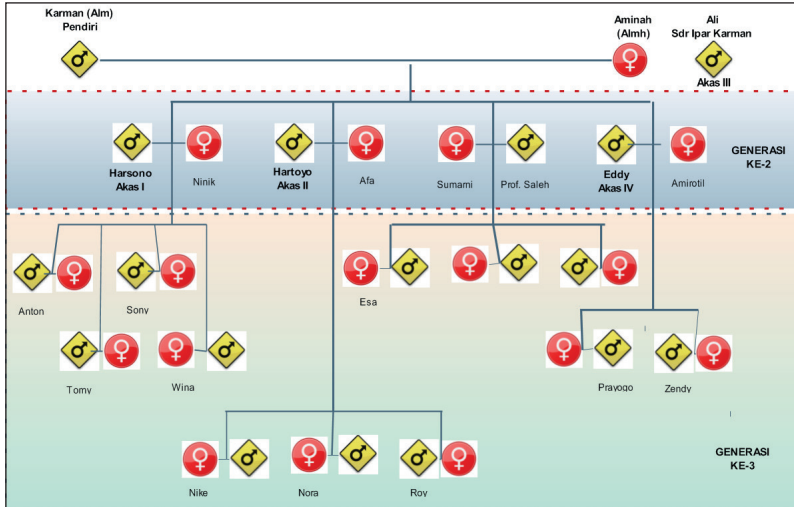 Karman (Alm)
Pendiri
Aminah
(Almh)
Ali
Sdr Ipar Karman
Akas III
Harsono
Akas I
Ninik
Hartoyo
Akas II
Afa
Sumami
Prof. Saleh
Eddy
Akas IV
Amirotil
GENERASI
KE-2
Anton
Sony
Esa
Tomy
Wina
Prayogo
Zendy
Nike
Nora
Roy
GENERASI
KE-3